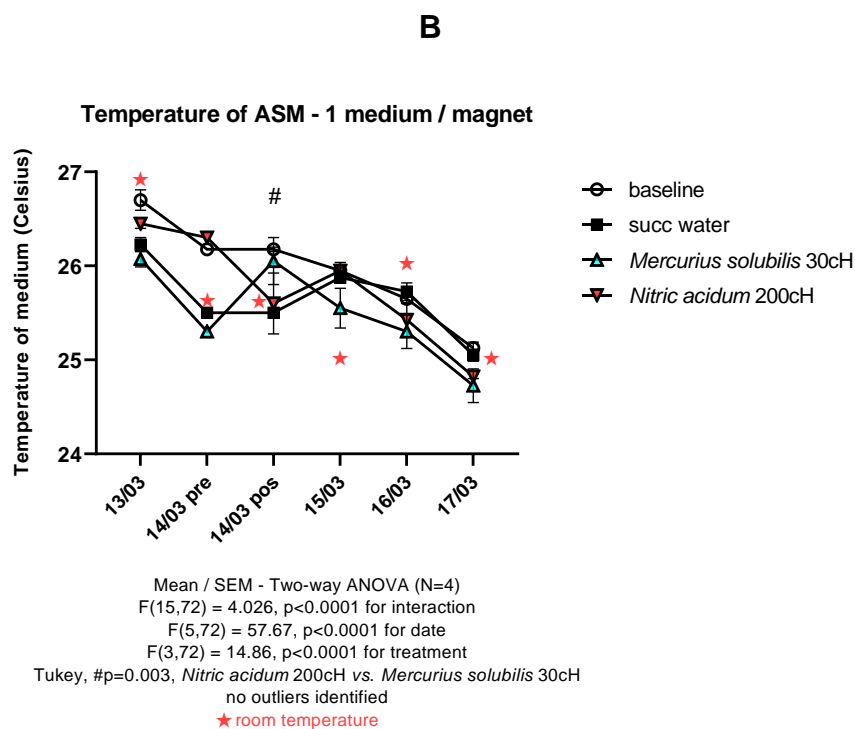 B
Temperature of ASM - 1 medium / magnet
Temperature of medium (Celsius)
27
26
25
24
#
13/03
14/03 pre
14/03 pos
15/03
16/03
17/03
baseline
succ water
Mercurius solubilis 30cH
Nitric acidum 200cH
Mean / SEM - Two-way ANOVA (N=4)
F(15,72) = 4.026, p<0.0001 for interaction
F(5,72) = 57.67, p<0.0001 for date
F(3,72) = 14.86, p<0.0001 for treatment
Tukey, #p=0.003, Nitric acidum 200cH vs. Mercurius solubilis 30cH
no outliers identified
★ room temperature